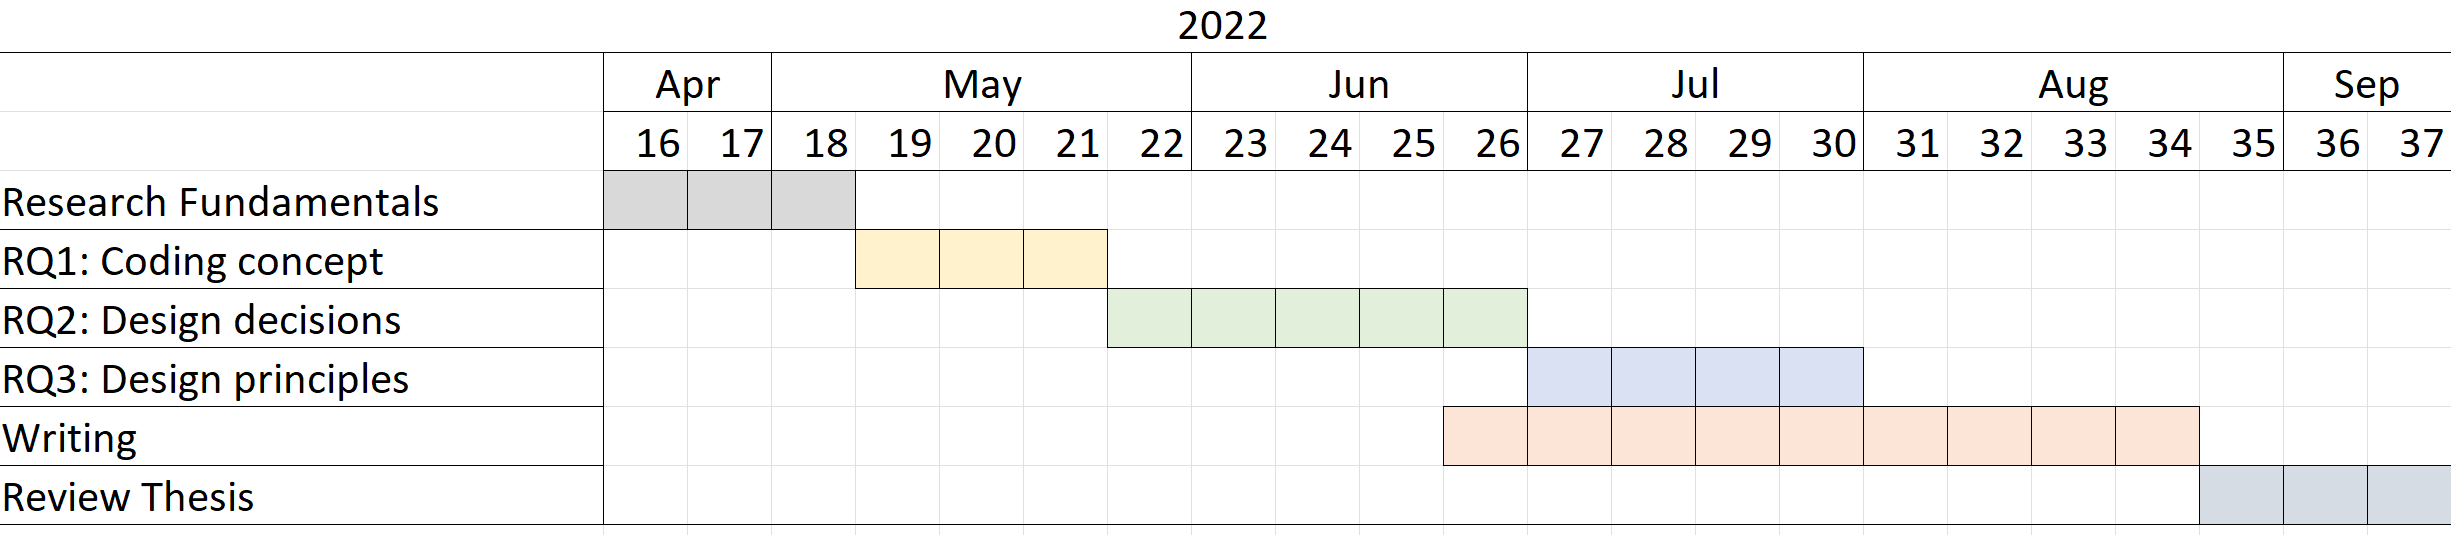 2022
Apr May Jun Jul Aug Sep
16 17 18 19 20 21 22 23 24 25 26 27 28 29 30 31 32 33 34 35 36 37
Research Fundamentals
RQ1: Coding concept
RQ2: Design decisions
RQ3: Design principles
Writing
Review Thesis